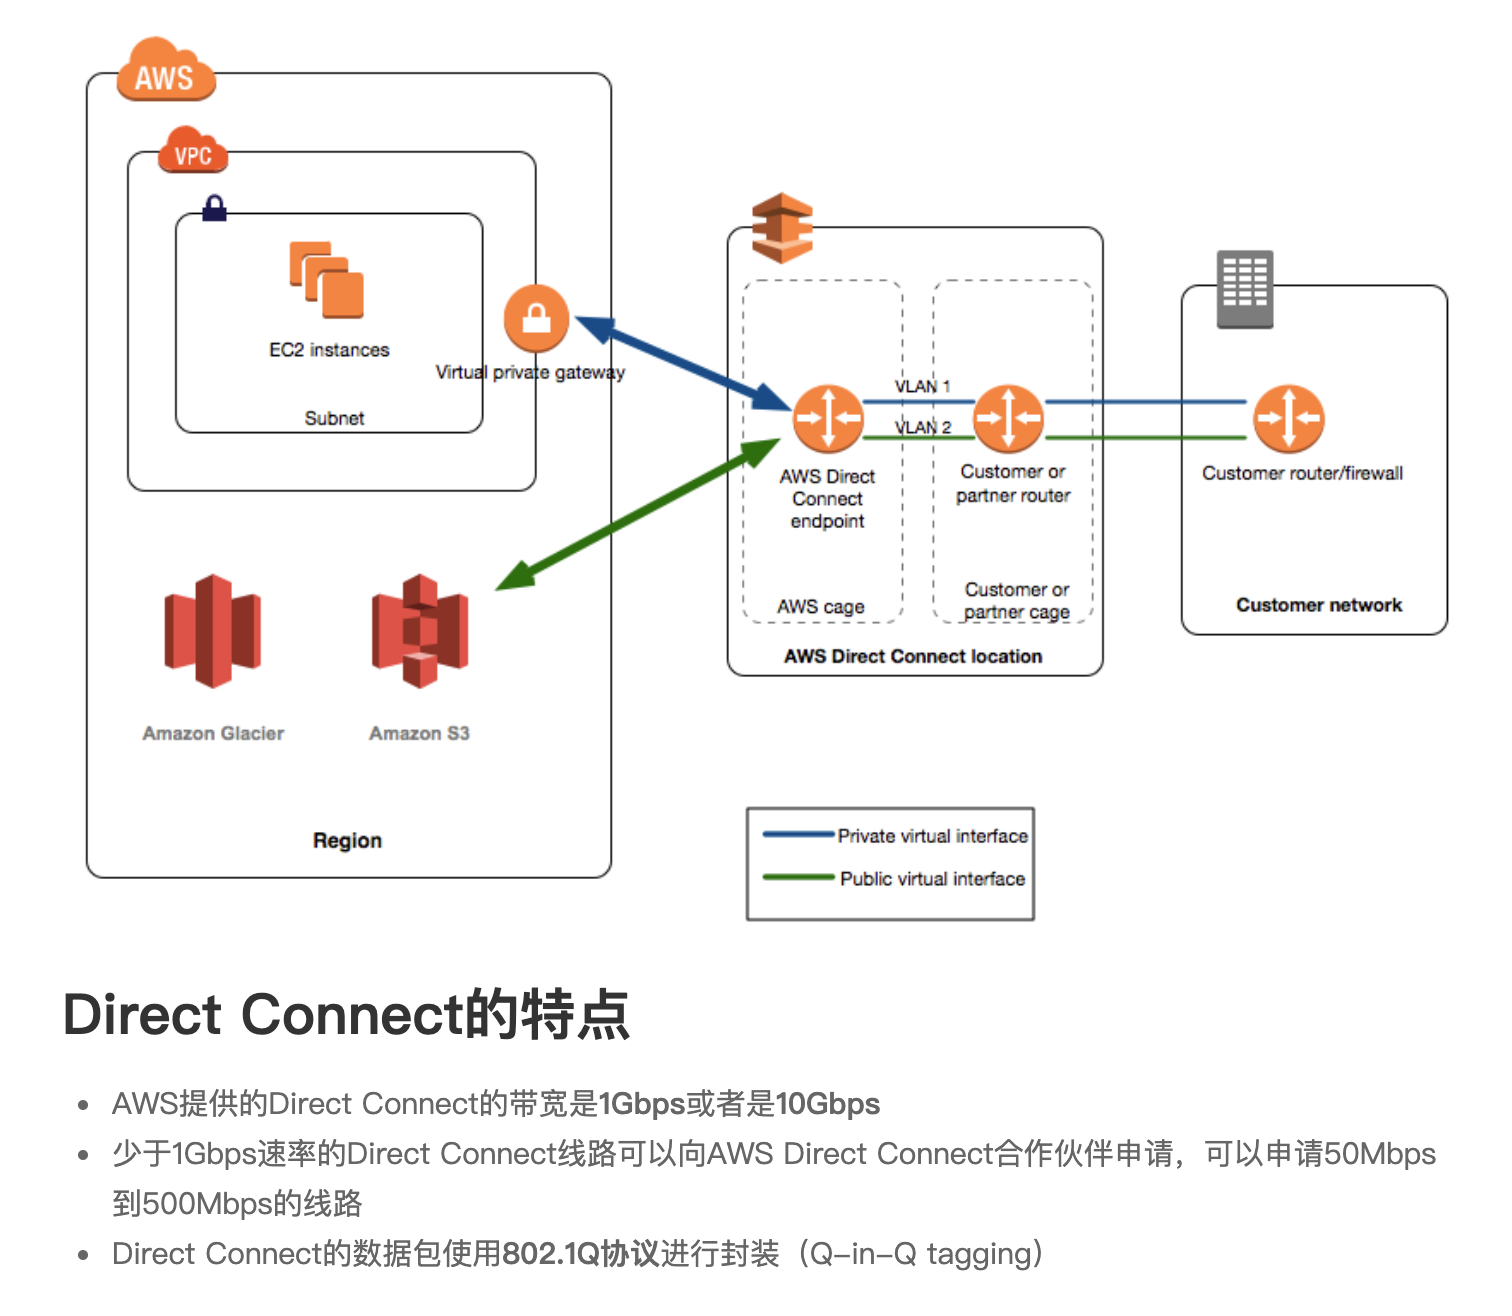 AWS
VPC
EC2 instances
Subnet
Virtual private gateway
Amazon Glacier
Amazon S3
Region
VLAN 1
VLAN 2
AWS Direct
Connect
endpoint
AWS cage
Customer or
partner router
Customer or
partner cage
AWS Direct Connect location
Customer router/firewall
Customer network
Private virtual interface
Public virtual interface
Direct Connect的特点
• AWS提供的Direct Connect的带宽是1Gbps或者是10Gbps
• 少于1Gbps速率的Direct Connect线路可以向AWS Direct Connect合作伙伴申请，可以申请50Mbps
到500Mbps的线路
• Direct Connect的数据包使用802.1Q协议进行封装（Q-in-Q tagging）